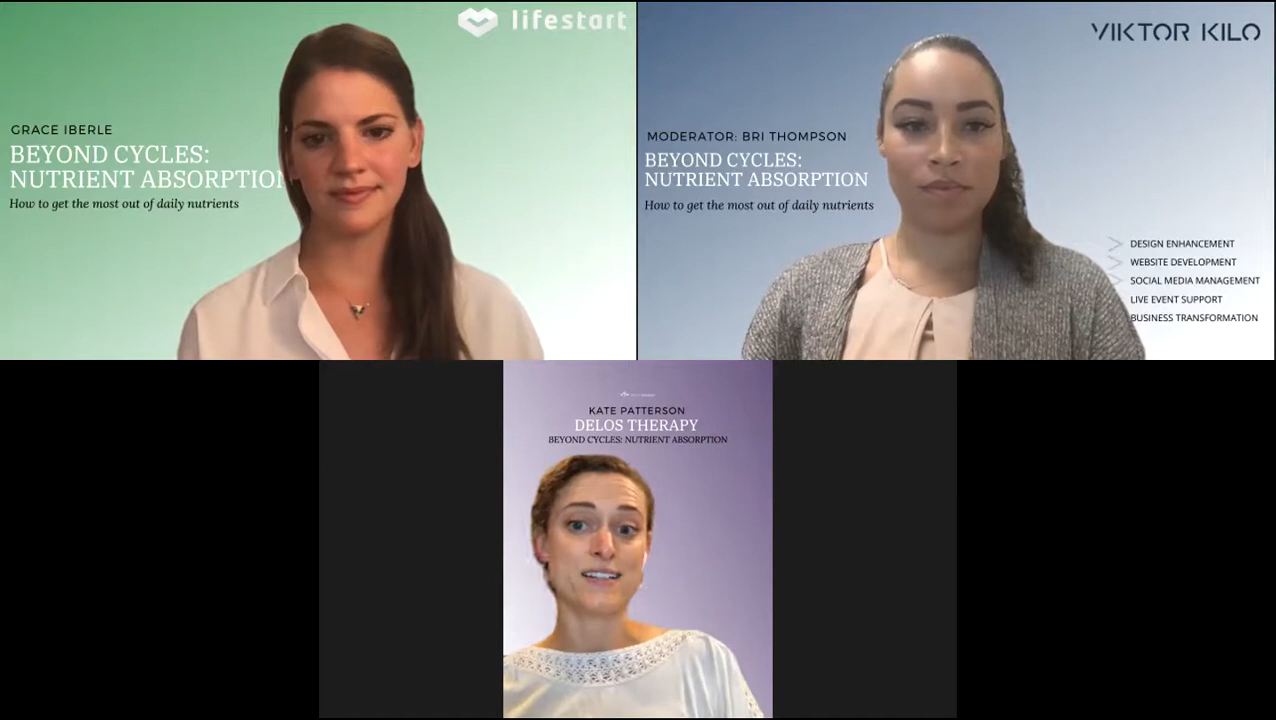 lifestart
GRACE IBERLE
BEYOND CYCLES:
NUTRIENT ABSORPTION
How to get the most out of daily nutrients
VIKTOR KILO
MODERATOR: BRI THOMPSON
BEYOND CYCLES:
NUTRIENT ABSORPTION
How to get the most out of daily nutrients
DESIGN ENHANCEMENT
WEBSITE DEVELOPMENT
SOCIAL MEDIA MANAGEMENT
LIVE EVENT SUPPORT
BUSINESS TRANSFORMATION
KATE PATTERSON
DELOS THERAPY
BEYOND CYCLES: NUTRIENT ABSORPTION